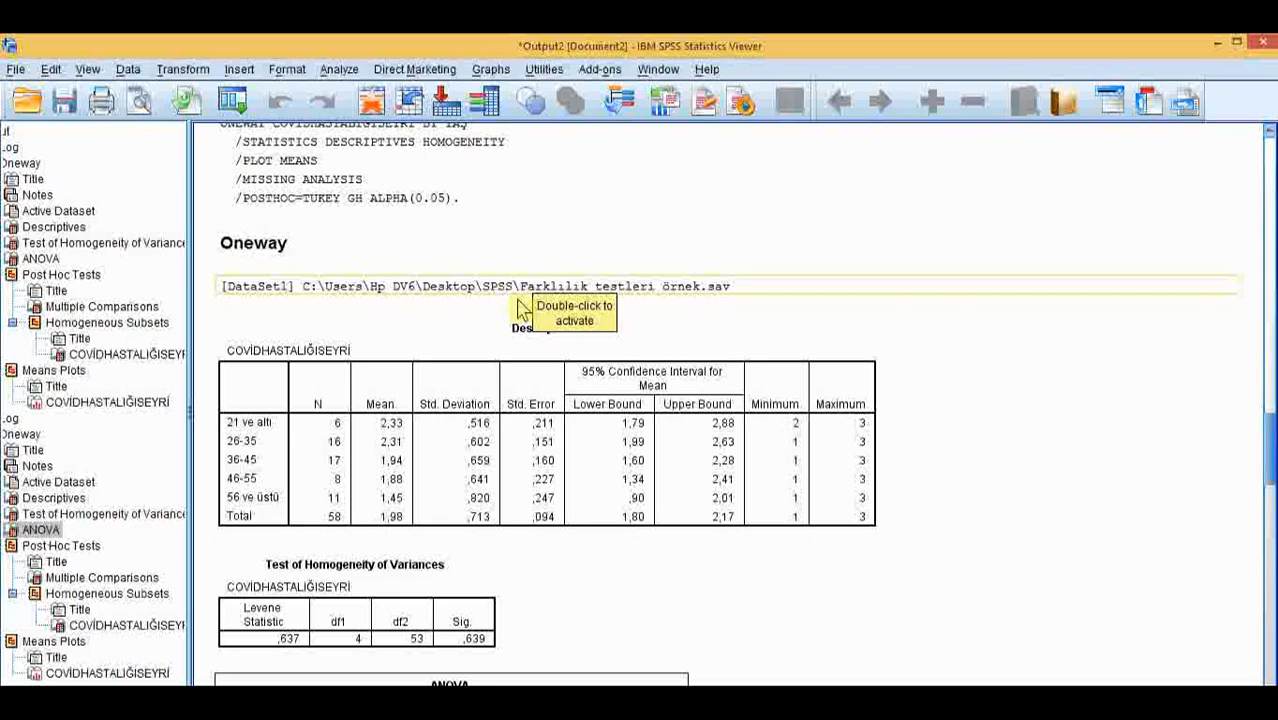 *Output2 [Document2] - IBM SPSS Statistics Viewer
File Edit View Data Transform Insert Format Analyze Direct Marketing Graphs Utilities Add-ons Window Help
Log
Oneway
Title
Notes
Active Dataset
Descriptives
Test of Homogeneity of Variance
ANOVA
Post Hoc Tests
Title
Multiple Comparisons
Homogeneous Subsets
Title
COVİDHASTALIĞISEYR
Means Plots
Title
COVİDHASTALIĞISEYRİ
Log
Oneway
Title
Notes
Active Dataset
Descriptives
Test of Homogeneity of Variance
ANOVA
Post Hoc Tests
Title
Multiple Comparisons
Homogeneous Subsets
Title
COVİDHASTALIĞISEYR
Means Plots
Title
COVİDHASTALIĞISEYRİ
ONEWAY COVİDHASTALIĞISEYRİ BY YAŞ
/STATISTICS DESCRIPTIVES HOMOGENEITY
/PLOT MEANS
/MISSING ANALYSIS
/POSTHOC=TUKEY GH ALPHA(0.05).
Oneway
[DataSet1] C:\Users\Hp DV6\Desktop\SPSS\Farklılık testleri örnek.sav
Double-click to
activate
COVİDHASTALIĞISEYRİ
95% Confidence Interval for
Mean
N Mean Std. Deviation Std. Error Lower Bound Upper Bound Minimum Maximum
21 ve altı 6 2,33 ,516 ,211 1,79 2,88 2 3
26-35 16 2,31 ,602 ,151 1,99 2,63 1 3
36-45 17 1,94 ,659 ,160 1,60 2,28 1 3
46-55 8 1,88 ,641 ,227 1,34 2,41 1 3
56 ve üstü 11 1,45 ,820 ,247 ,90 2,01 1 3
Total 58 1,98 ,713 ,094 1,80 2,17 1 3
Test of Homogeneity of Variances
COVİDHASTALIĞISEYRİ
Levene
Statistic df1 df2 Sig.
,637 4 53 ,639
ANOVA